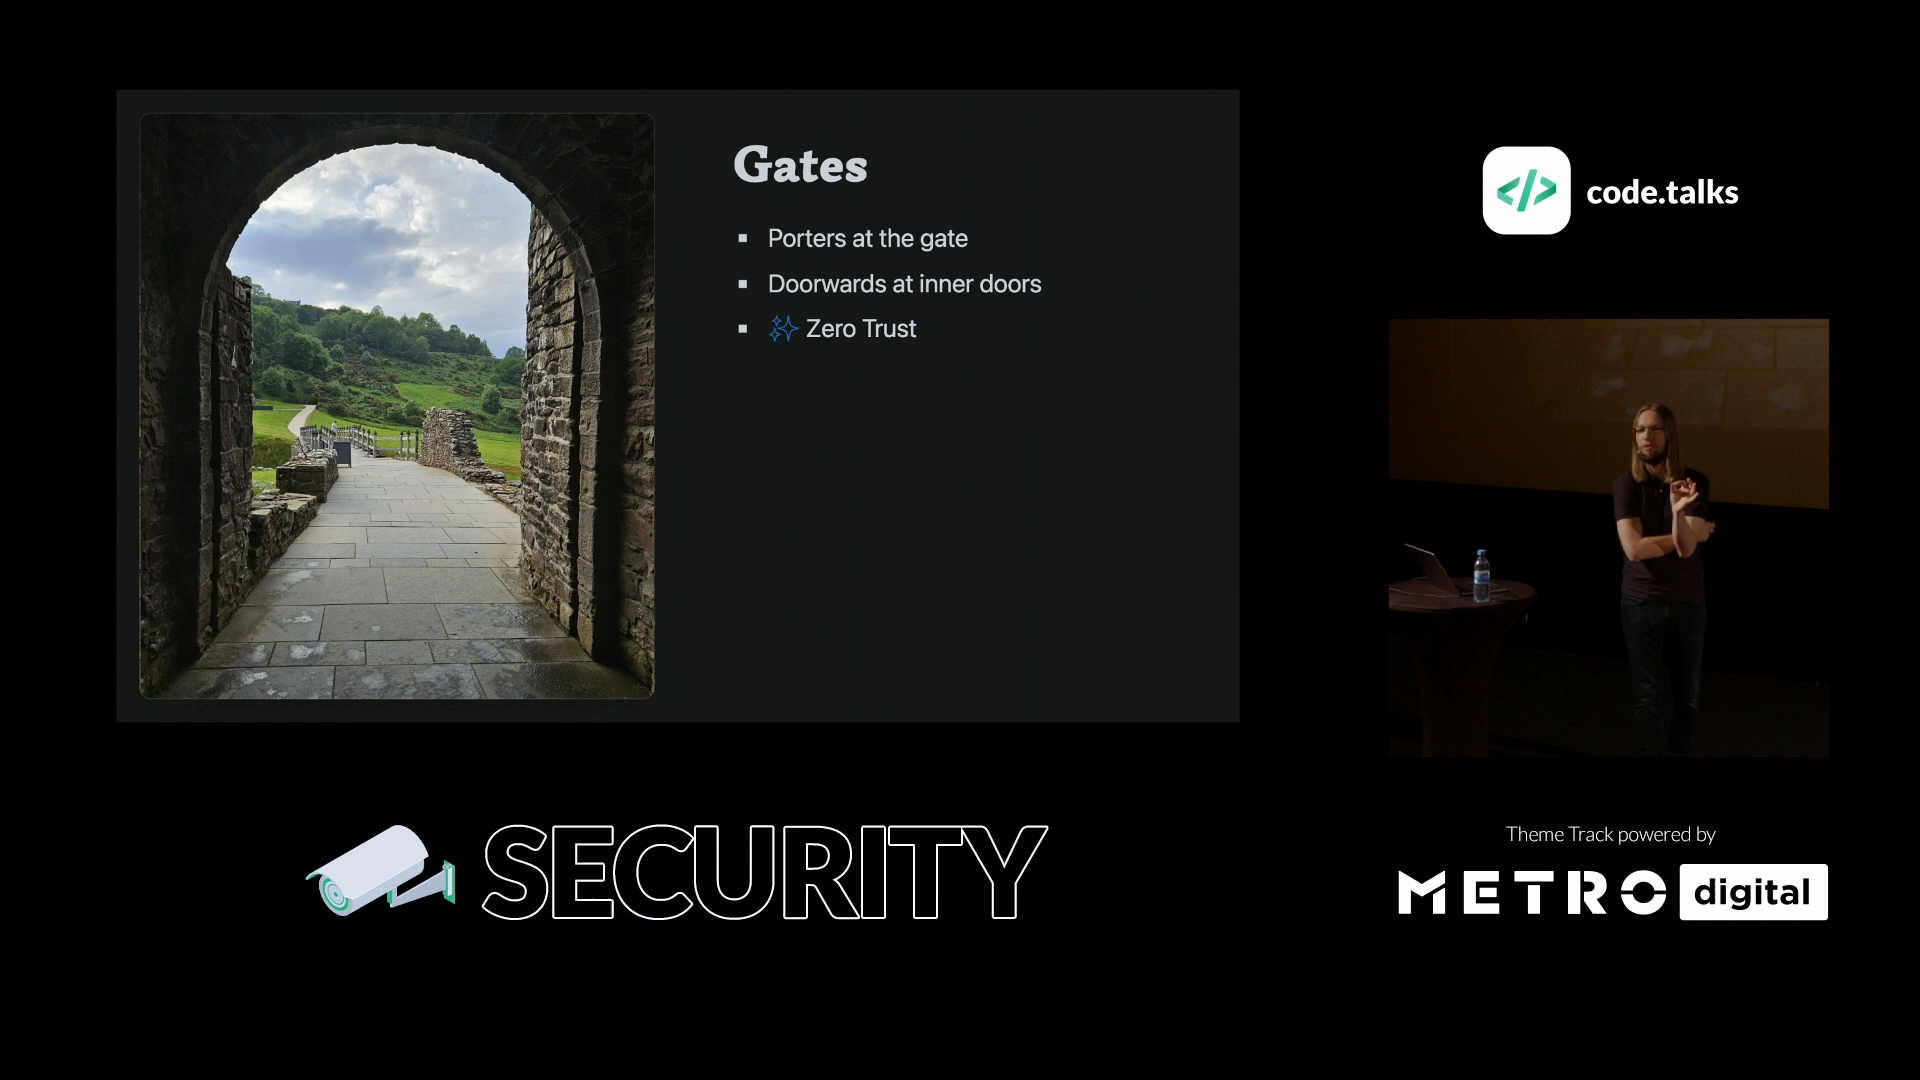 Gates
Porters at the gate
Doorwards at inner doors
✨ Zero Trust
</> code.talks
SECURITY
Theme Track powered by
METRO digital